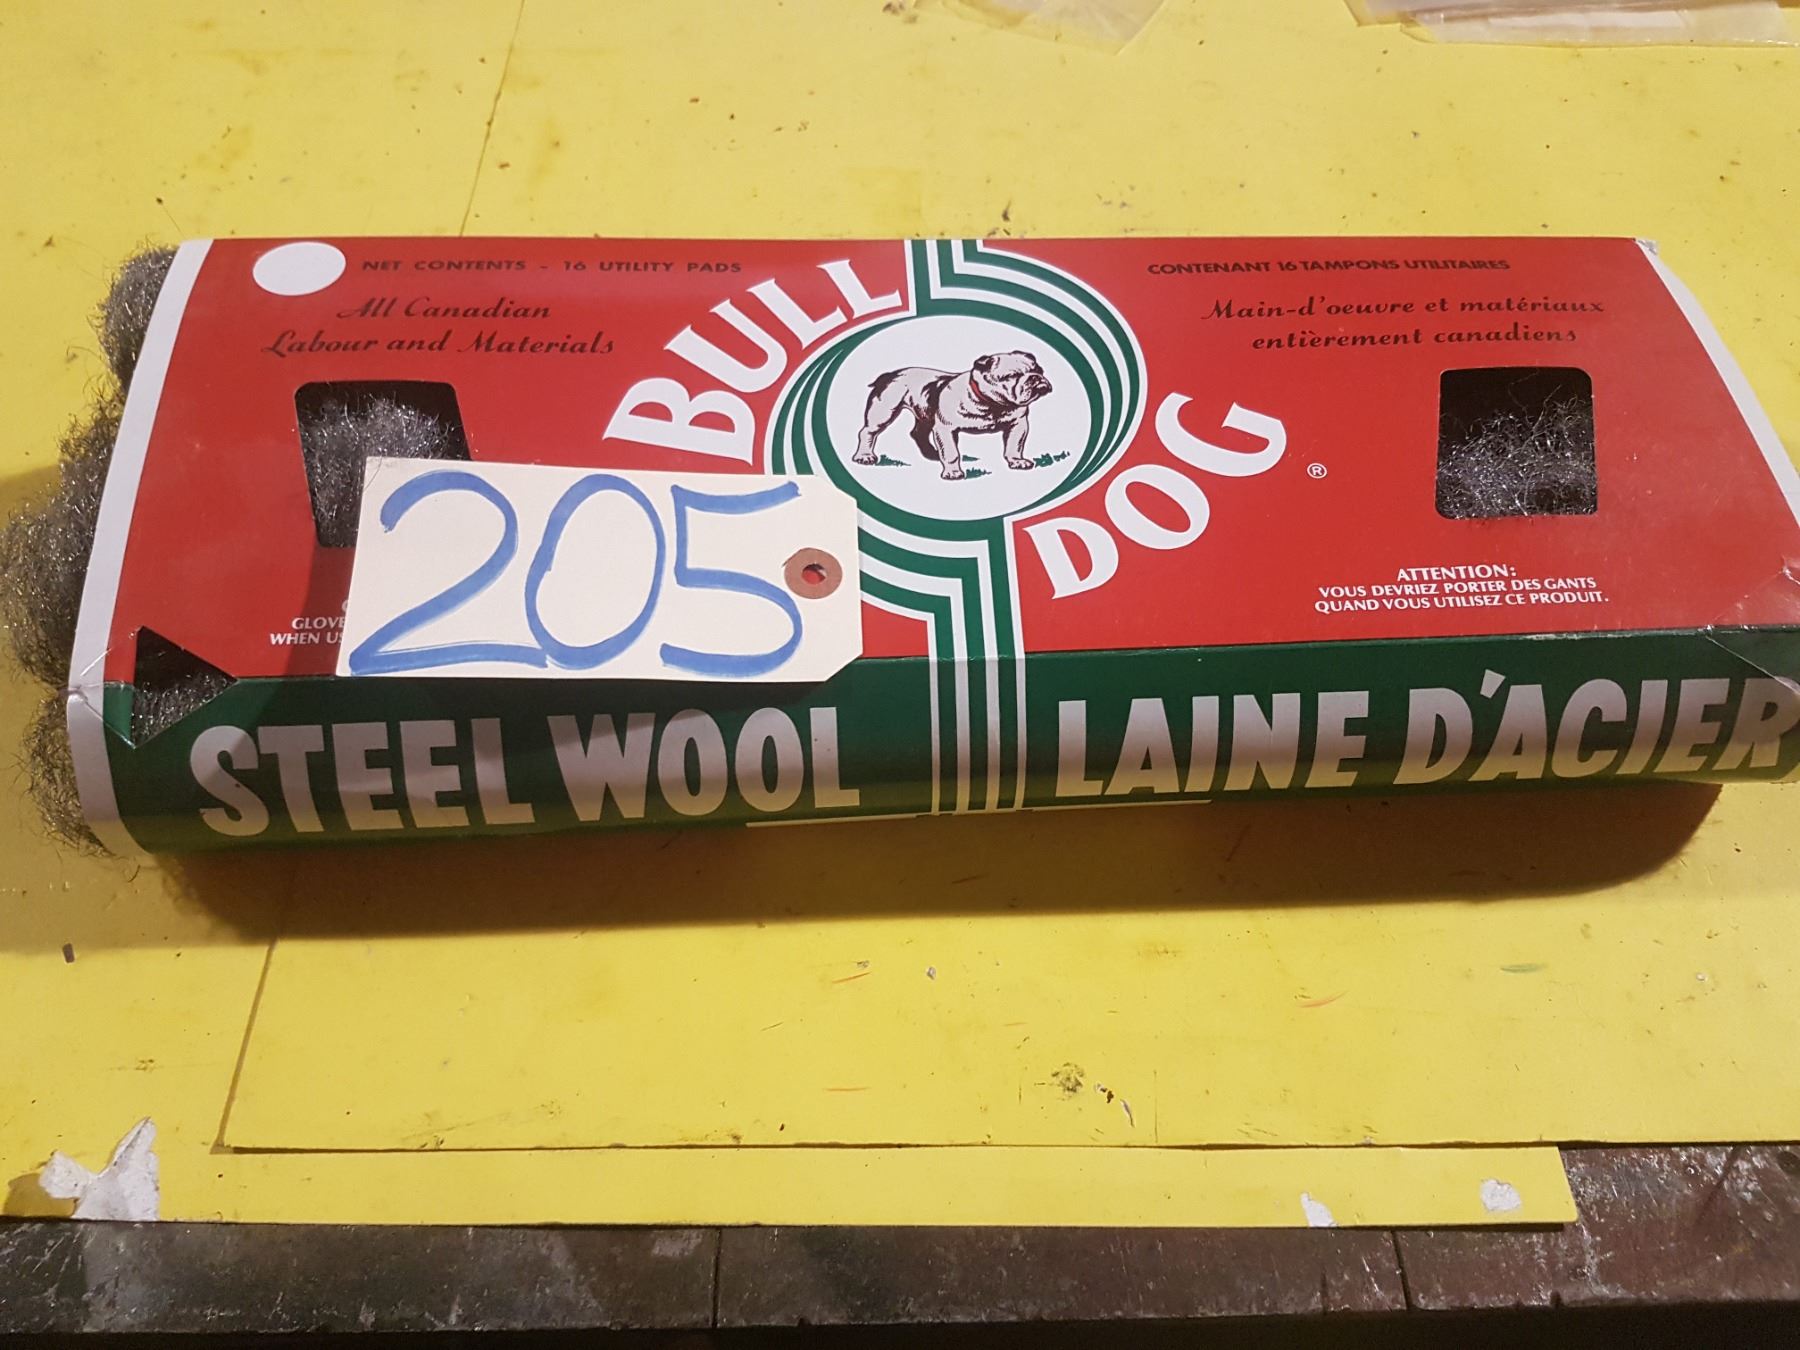 NET CONTENTS - 16 UTILITY PADS
All Canadian
Labour and Materials
BULL
DOG
®
CONTENANT 16 TAMPONS UTILITAIRES
Main-d'oeuvre et matériaux
entièrement canadiens
205
WHEN
ATTENTION:
VOUS DEVRIEZ PORTER DES GANTS
QUAND VOUS UTILISEZ CE PRODUIT.
STEEL WOOL
LAINE D'ACIER